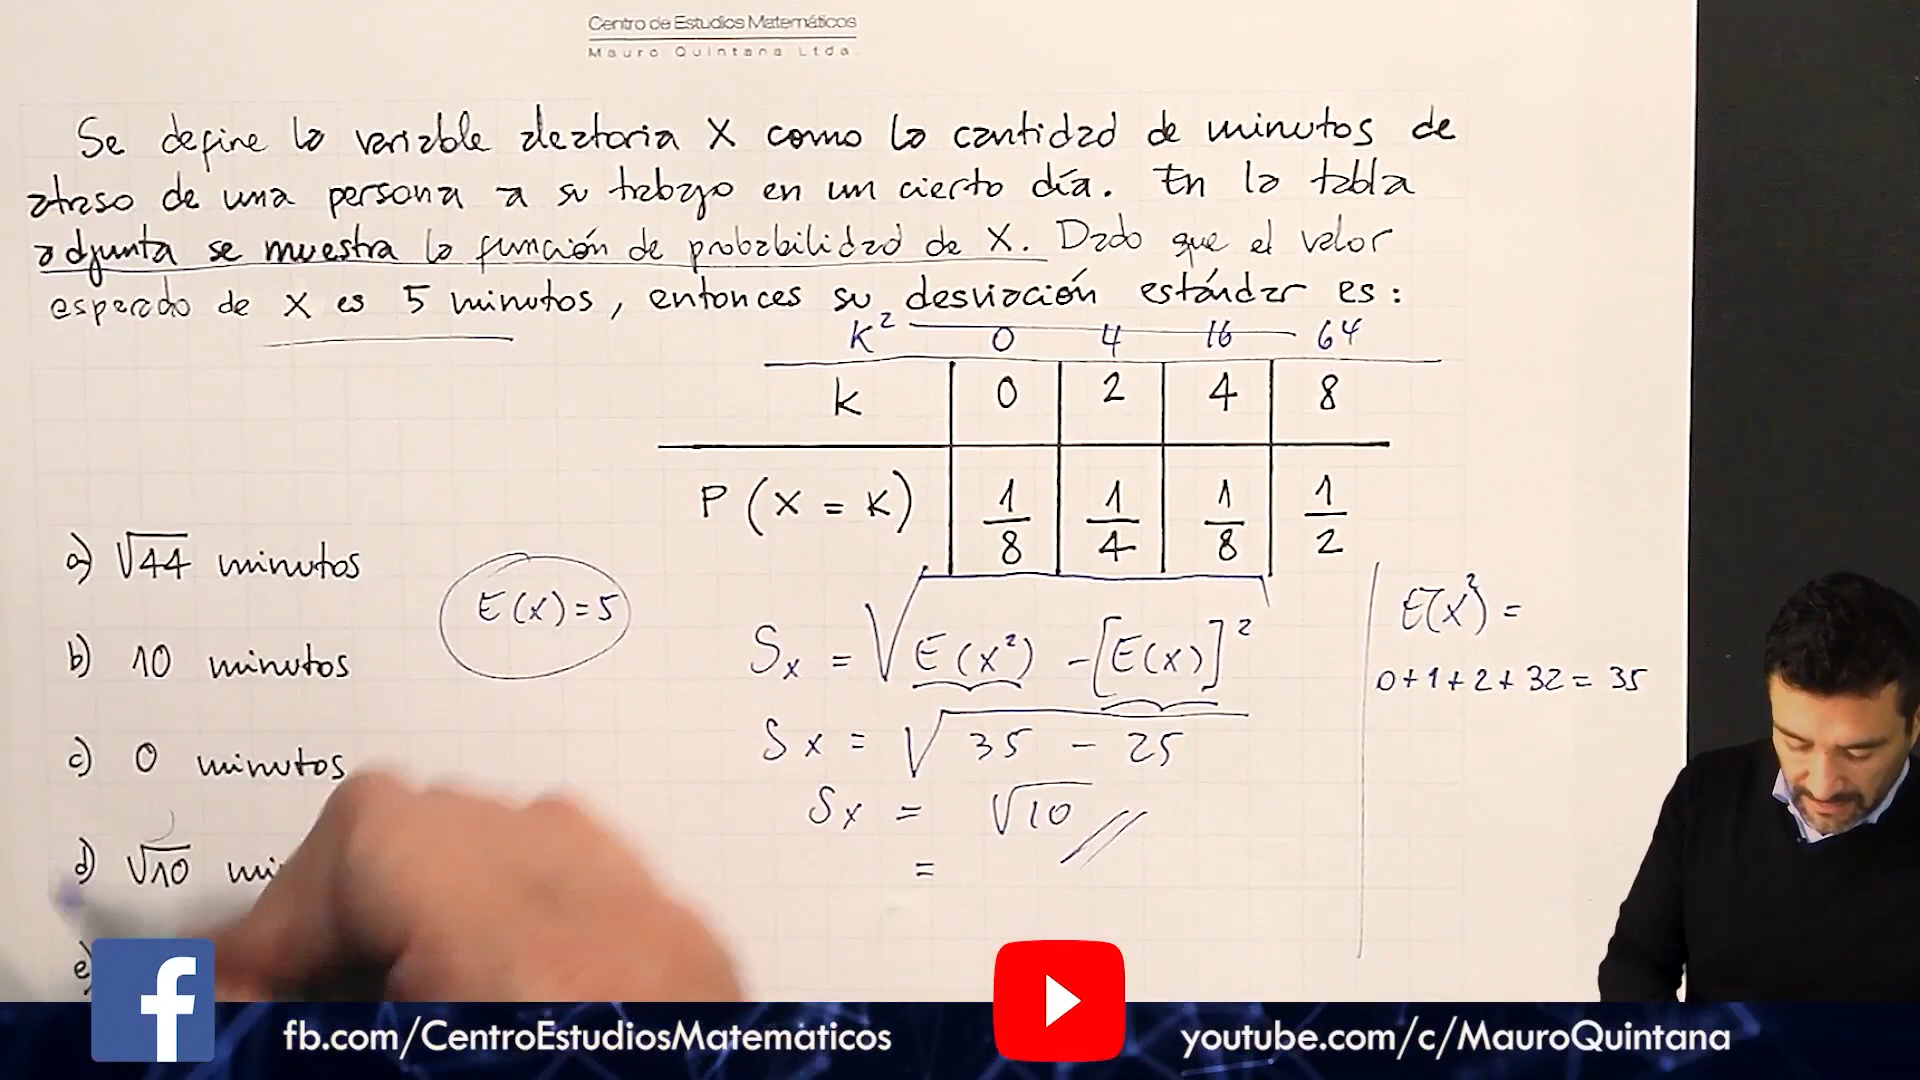 Centro de Estudios Matemáticos
Mauro Quintana Ltda.
Se define la variable aleatoria X como la cantidad de minutos de
atraso de una persona a su trabajo en un cierto día. En la tabla
adjunta se muestra la función de probabilidad de X. Dado que el valor
esperado de X es 5 minutos, entonces su desviación estándar es:
K² 0 4 16 64
K 0 2 4 8
P(X = K) 1/8 1/4 1/8 1/2
a) √44 minutos
b) 10 minutos
c) 0 minutos
d) √10
e)
E(X) = 5
Sx = √E(X²) - [E(X)]²
Sx = √35 - 25
Sx = √10 //
=
E(X²) =
0+1+2+32 = 35
fb.com/CentroEstudiosMatematicos
youtube.com/c/MauroQuintana